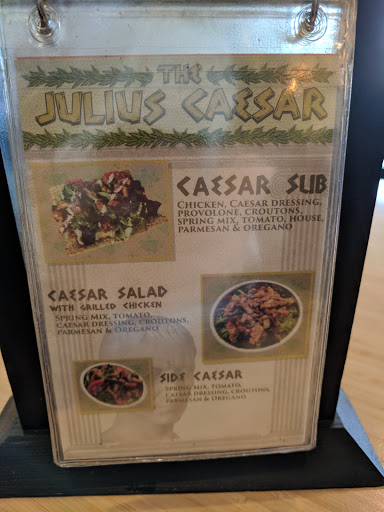 THE
JULIUS CAESAR
CAESAR SUB
CHICKEN, CAESAR DRESSING,
PROVOLONE, CROUTONS,
SPRING MIX, TOMATO, HOUSE,
PARMESAN & OREGANO
CAESAR SALAD
WITH GRILLED CHICKEN
SPRING MIX, TOMATO,
CAESAR DRESSING, CROUTONS,
PARMESAN & OREGANO
SIDE CAESAR
SPRING MIX, TOMATO,
CAESAR DRESSING, CROUTONS,
PARMESAN & OREGANO